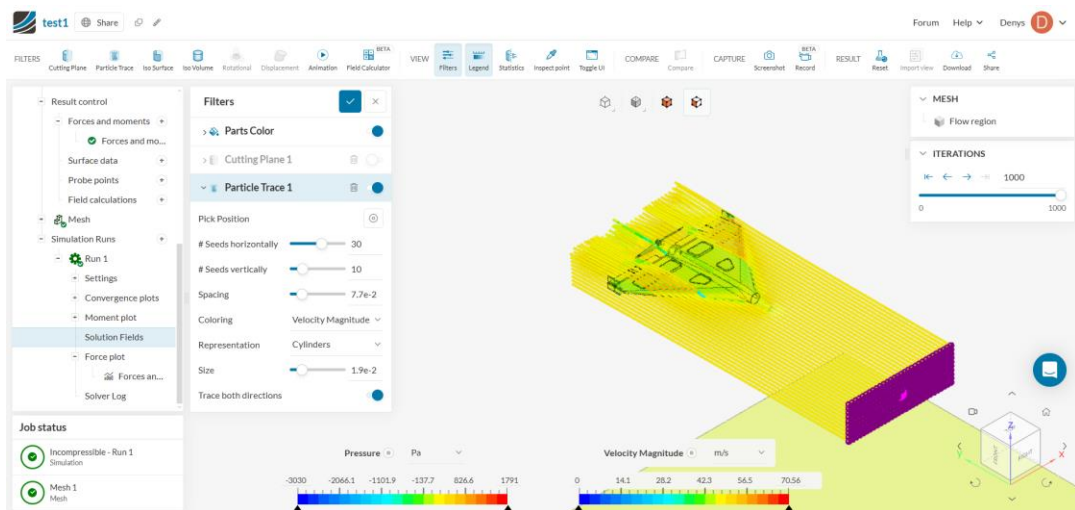 test1 Share Forum Help Denys D
FILTERS Cutting Plane Particle Trace Iso Surface Iso Volume Rotational Displacement Animation Field Calculator BETA VIEW Filters Legend Statistics Inspect point Toggle UI COMPARE Compare CAPTURE Screenshot Record BETA RESULT Reset Import view Download Share
Result control
Forces and moments
Forces and mo...
Surface data
Probe points
Field calculations
Mesh
Simulation Runs
Run 1
Settings
Convergence plots
Moment plot
Solution Fields
Force plot
Forces an...
Solver Log
Job status
Incompressible - Run 1
Simulation
Mesh 1
Mesh
Filters
Parts Color
Cutting Plane 1
Particle Trace 1
Pick Position
# Seeds horizontally 30
# Seeds vertically 10
Spacing 7.7e-2
Coloring Velocity Magnitude
Representation Cylinders
Size 1.9e-2
Trace both directions
MESH
Flow region
ITERATIONS
1000
0 1000
Pressure Pa
-3030 -2066.1 -1101.9 -137.7 826.6 1791
Velocity Magnitude m/s
0 14.1 28.2 42.3 56.5 70.56
Z
Y FRONT RIGHT X